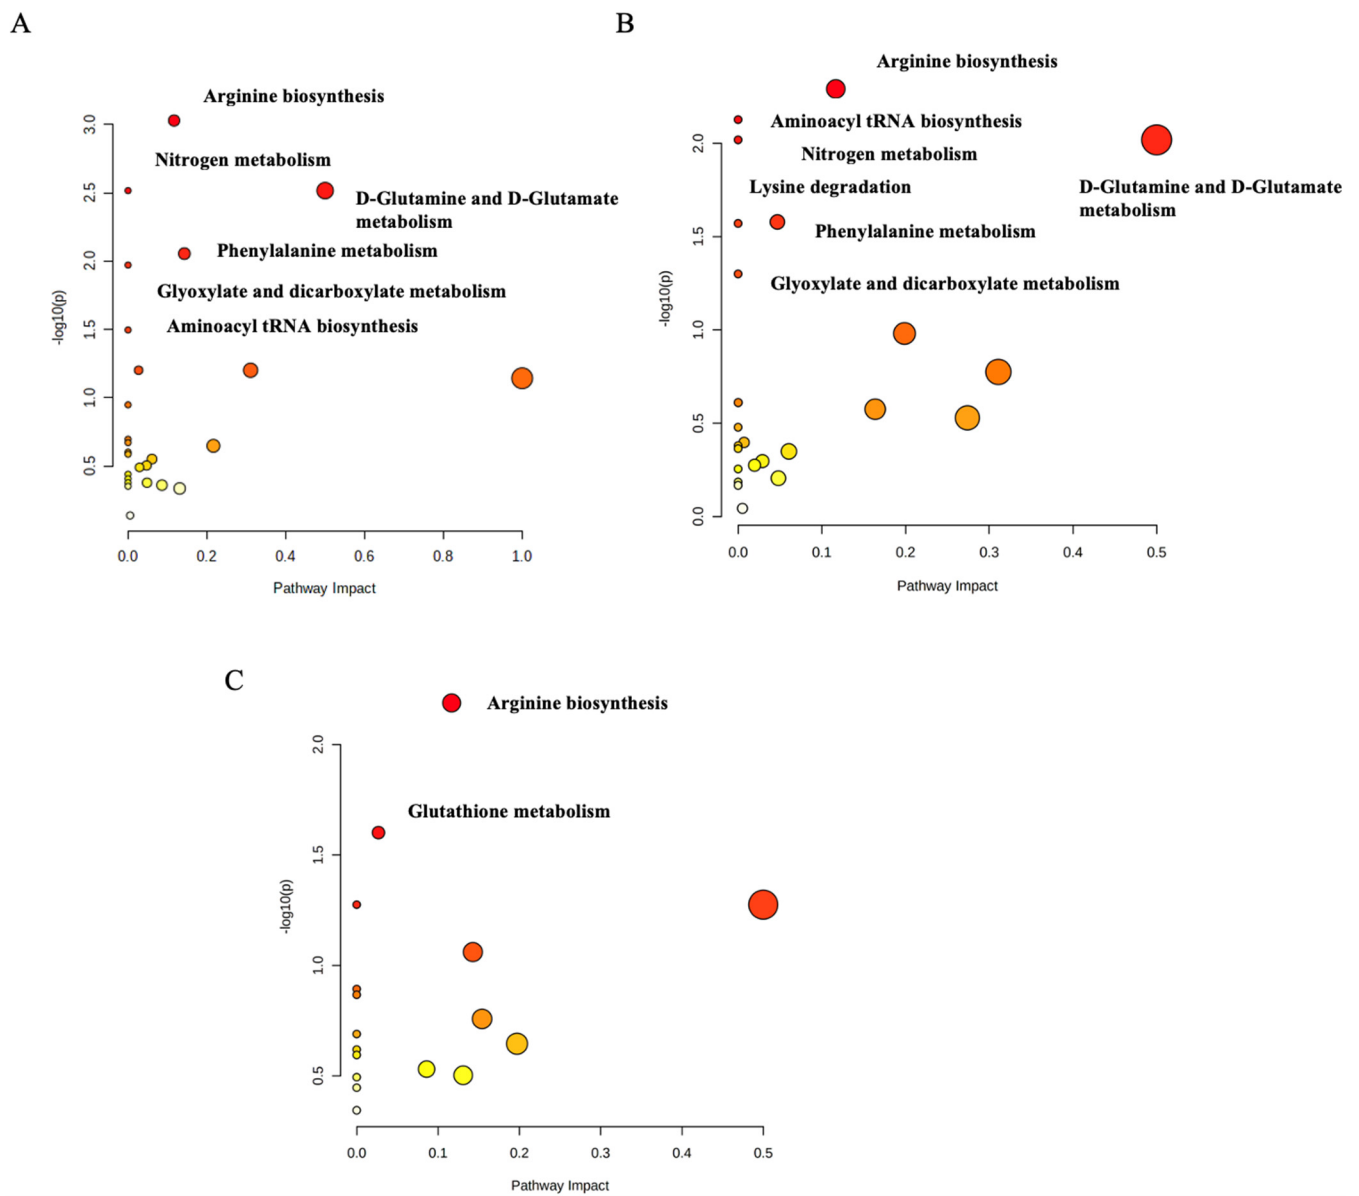 A
Arginine biosynthesis
Nitrogen metabolism
D-Glutamine and D-Glutamate
metabolism
Phenylalanine metabolism
Glyoxylate and dicarboxylate metabolism
Aminoacyl tRNA biosynthesis
-log10(p)
3.0
2.5
2.0
1.5
1.0
0.5
0.0 0.2 0.4 0.6 0.8 1.0
Pathway Impact
B
Arginine biosynthesis
Aminoacyl tRNA biosynthesis
Nitrogen metabolism
Lysine degradation
D-Glutamine and D-Glutamate
metabolism
Phenylalanine metabolism
Glyoxylate and dicarboxylate metabolism
-log10(p)
2.0
1.5
1.0
0.5
0.0
0.0 0.1 0.2 0.3 0.4 0.5
Pathway Impact
C
Arginine biosynthesis
Glutathione metabolism
-log10(p)
2.0
1.5
1.0
0.5
0.0 0.1 0.2 0.3 0.4 0.5
Pathway Impact